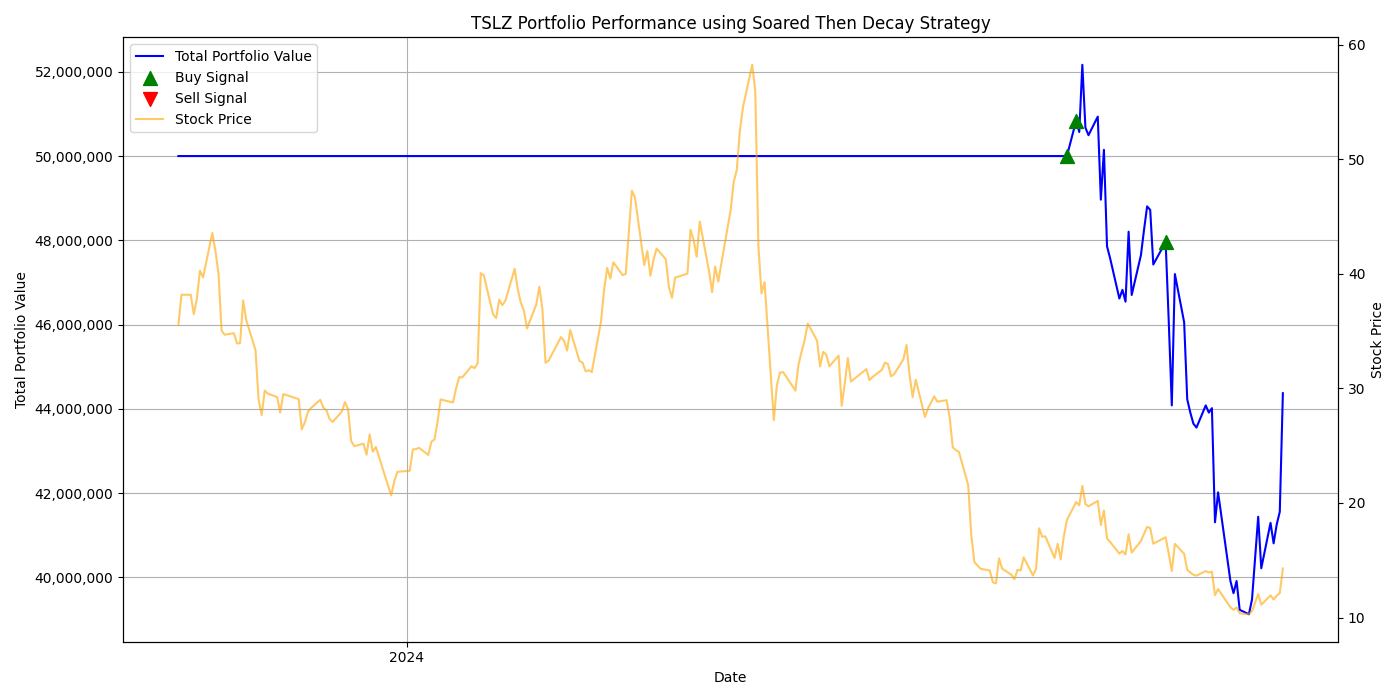 TSLZ Portfolio Performance using Soared Then Decay Strategy
Total Portfolio Value
Buy Signal
Sell Signal
Stock Price
52,000,000
50,000,000
48,000,000
46,000,000
44,000,000
42,000,000
40,000,000
Total Portfolio Value
60
50
40
30
20
10
Stock Price
2024
Date